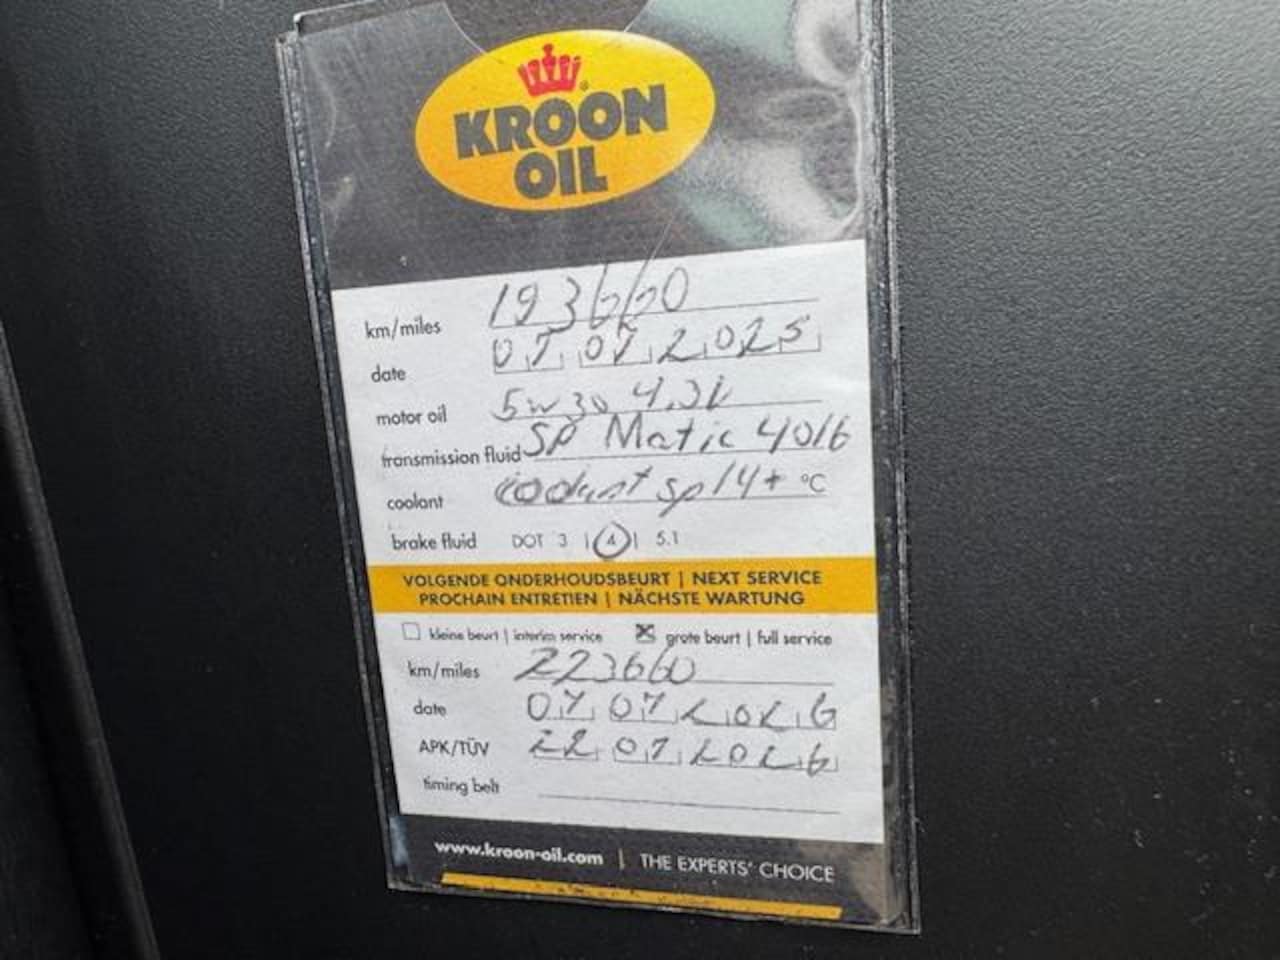 KROON
OIL
km/miles 193660
date 07 07 2025
motor oil 5w30 4.3L
transmission fluid SP Matic 4016
coolant coolant sp14+ °C
brake fluid DOT 3 | 4 | 5.1
VOLGENDE ONDERHOUDSBEURT | NEXT SERVICE
PROCHAIN ENTRETIEN | NÄCHSTE WARTUNG
kleine beurt | interim service grote beurt | full service
km/miles 223660
date 07 07 2026
APK/TÜV 22 07 2026
timing belt
www.kroon-oil.com | THE EXPERTS' CHOICE